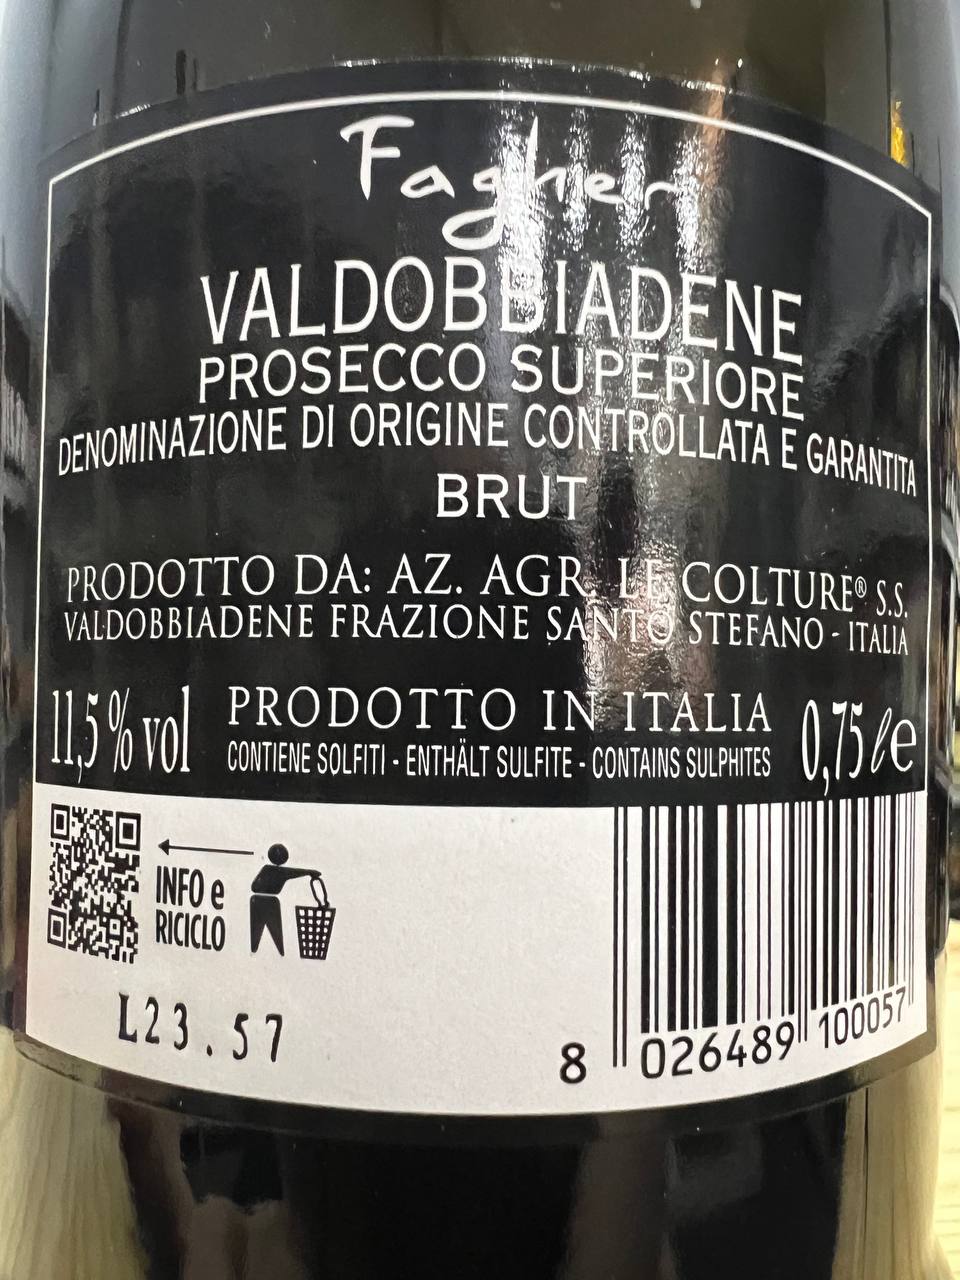 Fagher
VALDOBBIADENE
PROSECCO SUPERIORE
DENOMINAZIONE DI ORIGINE CONTROLLATA E GARANTITA
BRUT
PRODOTTO DA: AZ. AGR. LE COLTURE® S.S.
VALDOBBIADENE FRAZIONE SANTO STEFANO - ITALIA
11,5 % vol
PRODOTTO IN ITALIA
CONTIENE SOLFITI - ENTHÄLT SULFITE - CONTAINS SULPHITES
0,75 ℓ e
INFO e
RICICLO
L23.57
8 026489 100057